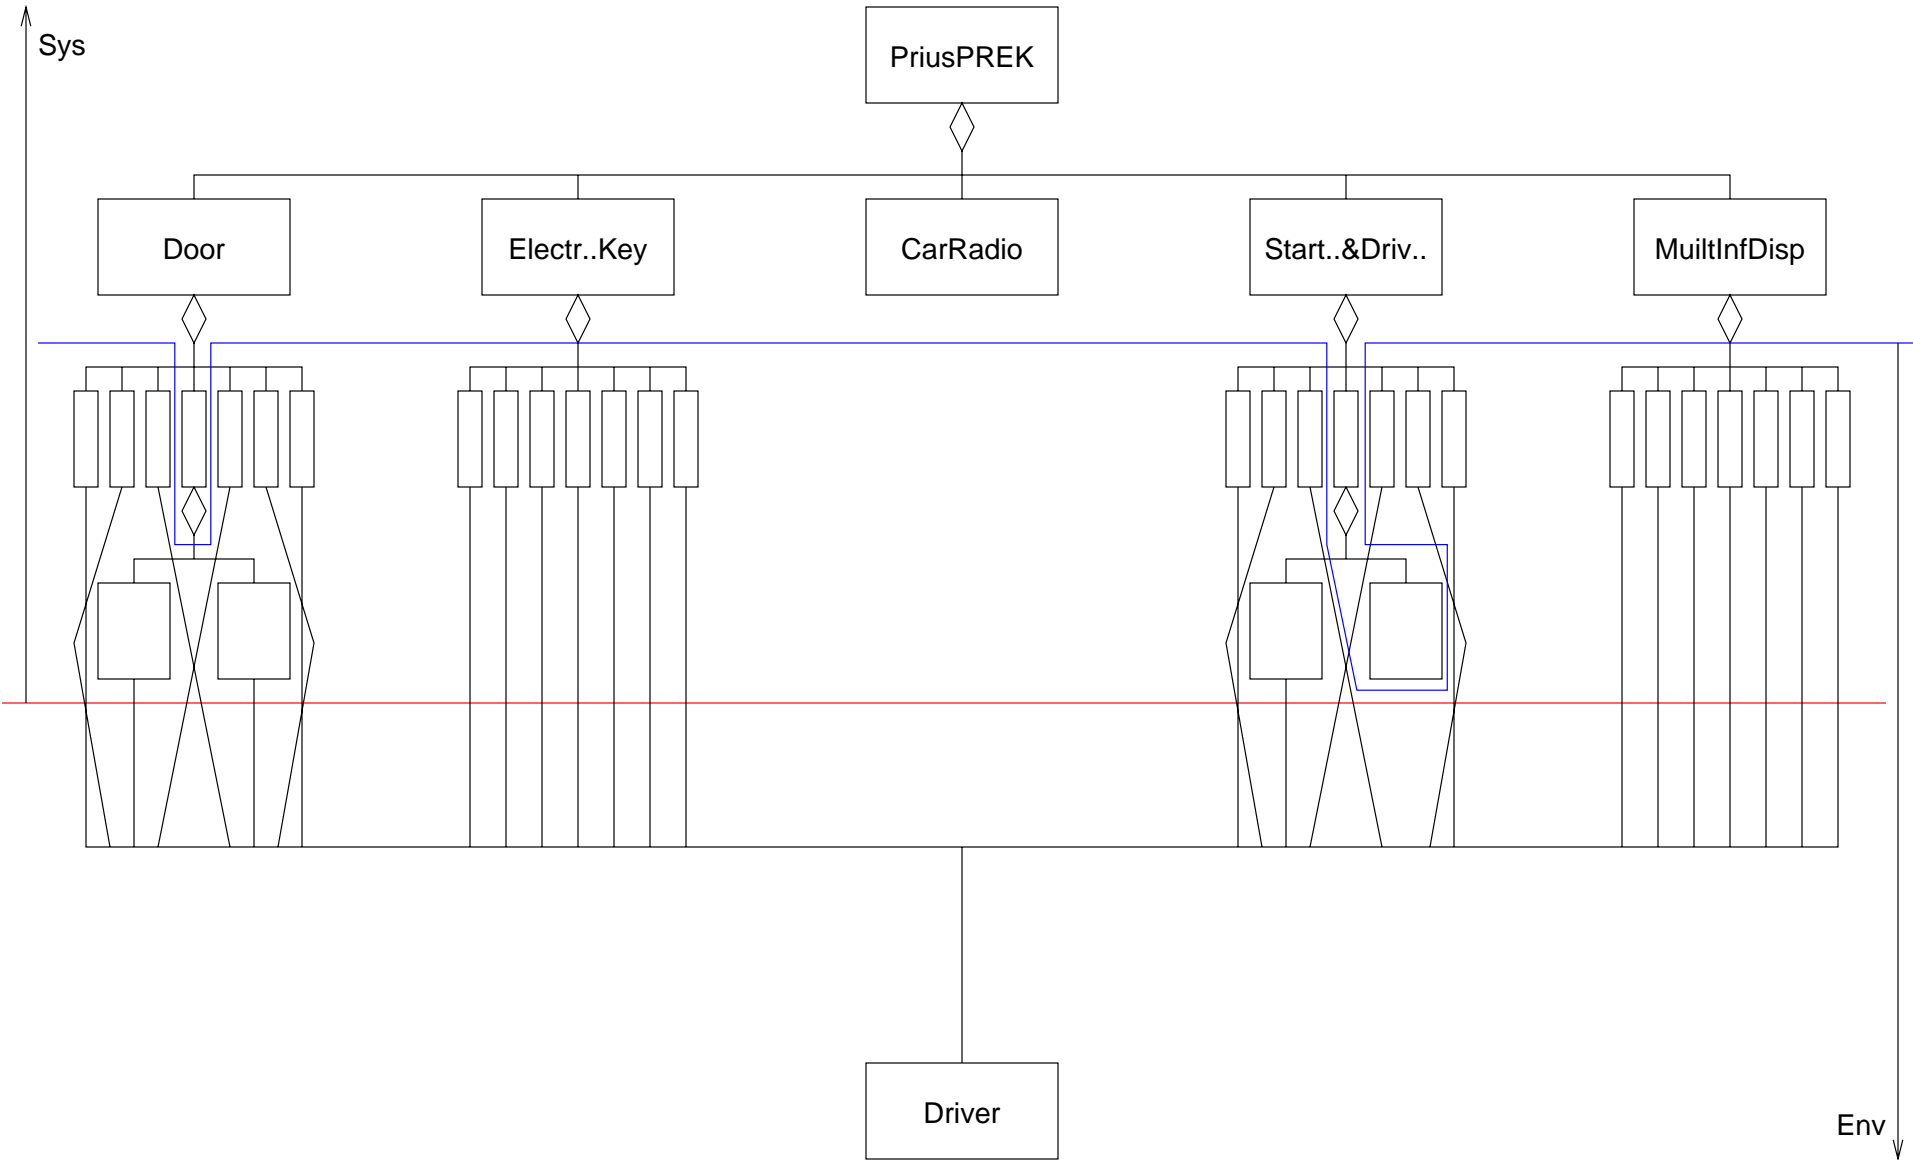 Sys
PriusPREK
Door
Electr..Key
CarRadio
Start..&Driv..
MuiltInfDisp
Driver
Env